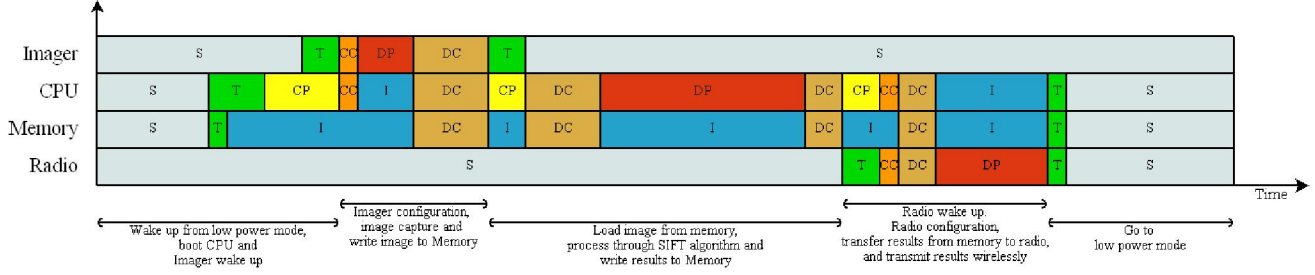 Imager S T CC DP DC T S
CPU S T CP CC I DC CP DC DP DC CP CC DC I T S
Memory S T I DC I DC I DC I DC I T S
Radio S T CC DC DP T S
Time
Wake up from low power mode,
boot CPU and
Imager wake up
Imager configuration,
image capture and
write image to Memory
Load image from memory,
process through SIFT algorithm and
write results to Memory
Radio wake up.
Radio configuration,
transfer results from memory to radio,
and transmit results wirelessly
Go to
low power mode